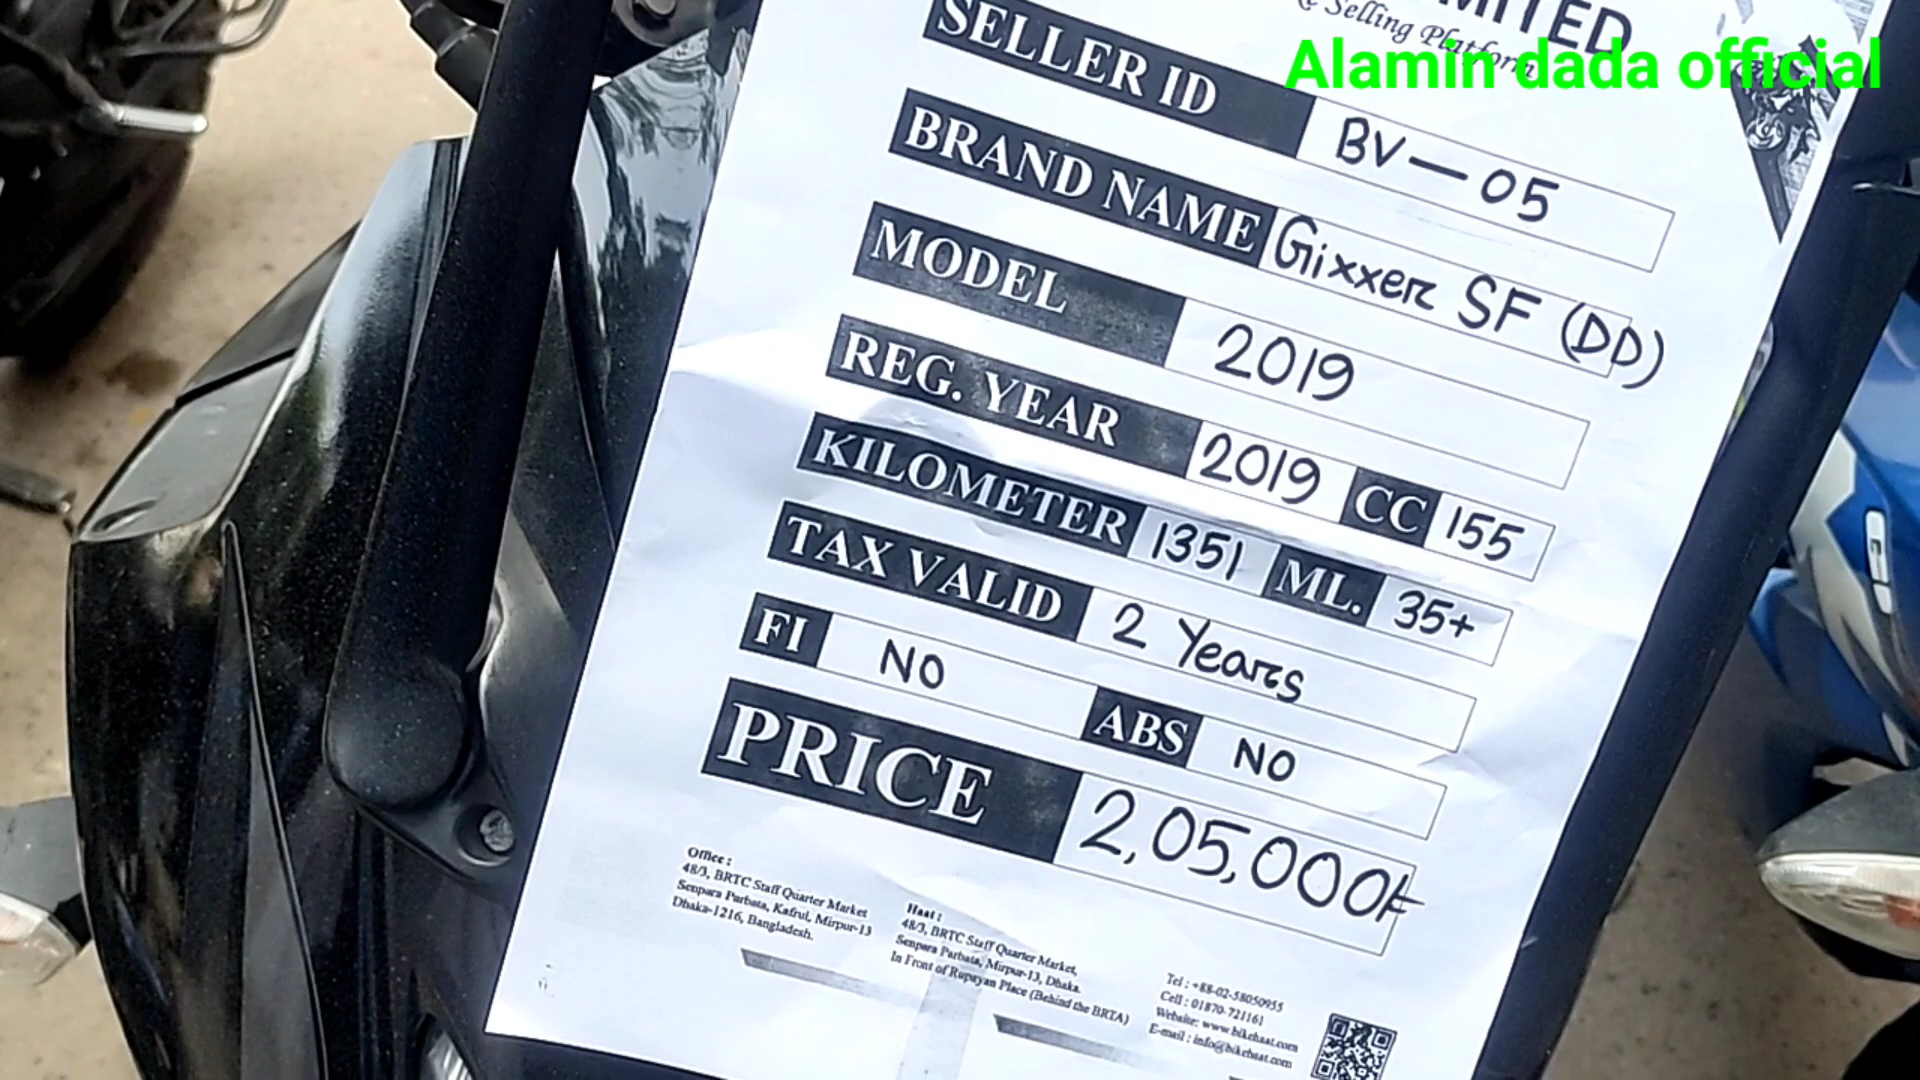 MITED
Selling Platform
Alamin dada official
SELLER ID BV-05
BRAND NAME Gixxer SF (DD)
MODEL 2019
REG. YEAR 2019 CC 155
KILOMETER 1351 ML. 35+
TAX VALID 2 Years
FI NO ABS NO
PRICE 2,05,000/=
Office :
48/3, BRTC Staff Quarter Market
Senpara Parbata, Kafrul, Mirpur-13
Dhaka-1216, Bangladesh.
Haat :
48/3, BRTC Staff Quarter Market,
Senpara Parbata, Mirpur-13, Dhaka.
In Front of Rupayan Place (Behind the BRTA)
Tel : +88-02-58050955
Cell : 01870-721161
Website: www.bikehaat.com
E-mail : info@bikehaat.com